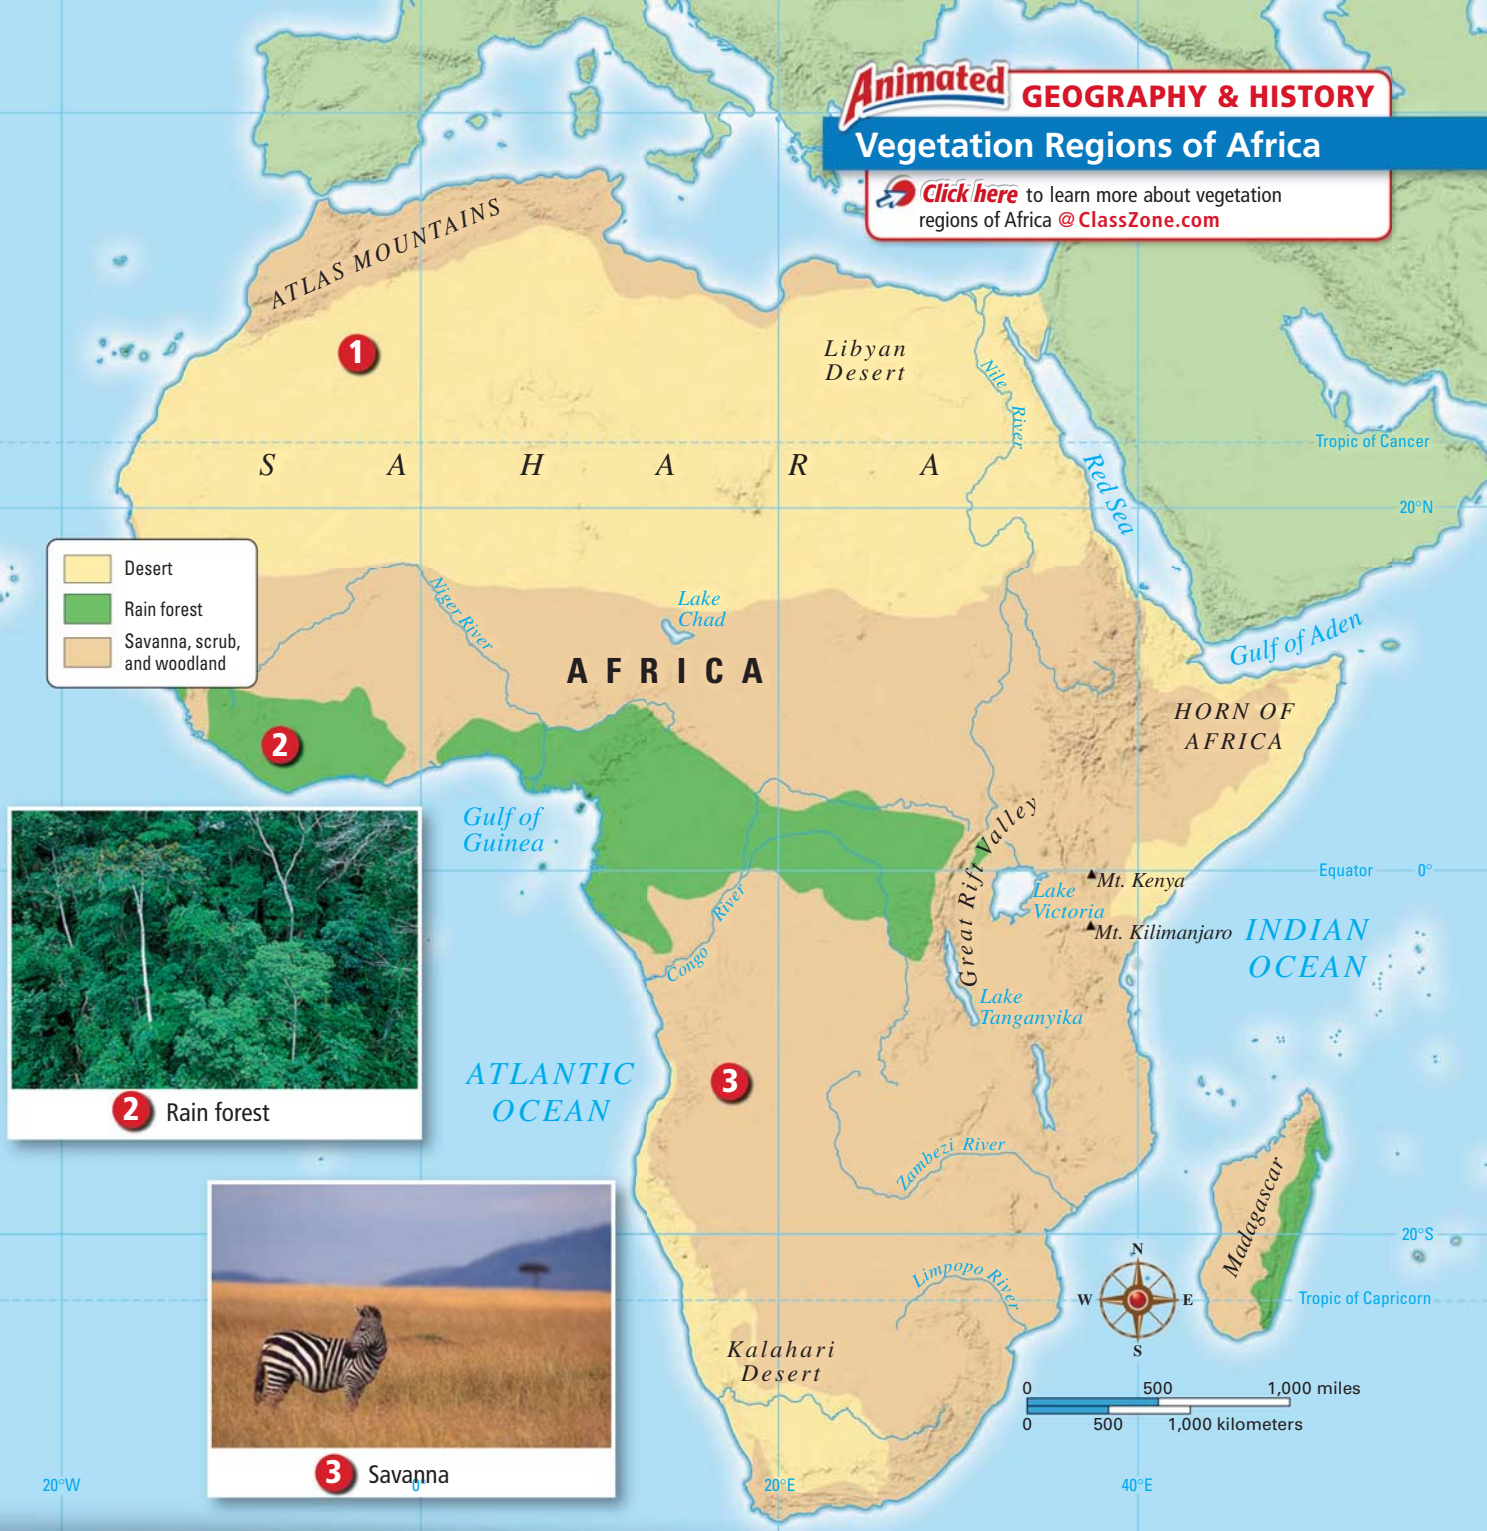 Animated
GEOGRAPHY & HISTORY
Vegetation Regions of Africa
Click here to learn more about vegetation
regions of Africa @ ClassZone.com
ATLAS MOUNTAINS
1
Libyan
Desert
Nile River
Tropic of Cancer
S A H A R A
Red Sea
20°N
Desert
Rain forest
Savanna, scrub,
and woodland
Niger River
Lake
Chad
Gulf of Aden
AFRICA
HORN OF
AFRICA
2
Gulf of
Guinea
Great Rift Valley
Equator 0°
Mt. Kenya
Lake
Victoria
Mt. Kilimanjaro
INDIAN
OCEAN
Congo River
Lake
Tanganyika
ATLANTIC
OCEAN
3
2 Rain forest
Zambezi River
Madagascar
20°S
N
W E
S
Limpopo River
Tropic of Capricorn
Kalahari
Desert
0 500 1,000 miles
0 500 1,000 kilometers
3 Savanna
20°W 0° 20°E 40°E